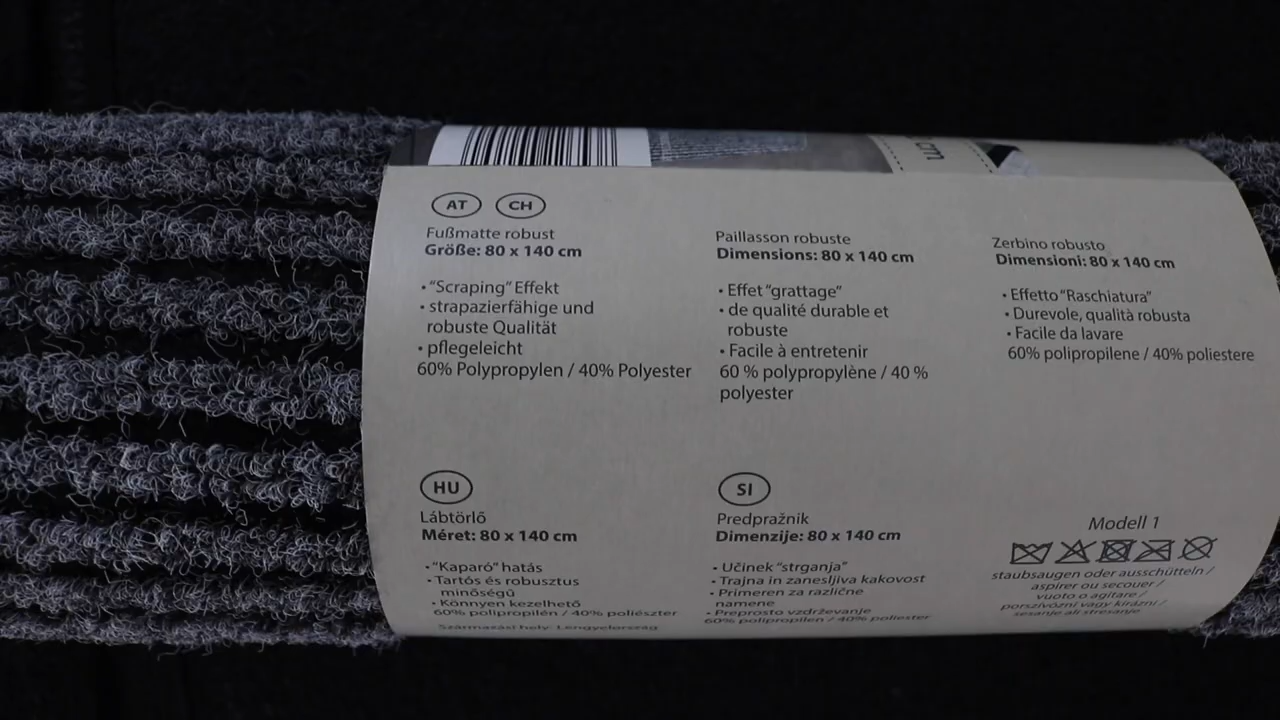 cm
AT CH
Fußmatte robust
Größe: 80 x 140 cm
• "Scraping" Effekt
• strapazierfähige und
robuste Qualität
• pflegeleicht
60% Polypropylen / 40% Polyester
Paillasson robuste
Dimensions: 80 x 140 cm
• Effet "grattage"
• de qualité durable et
robuste
• Facile à entretenir
60 % polypropylène / 40 %
polyester
Zerbino robusto
Dimensioni: 80 x 140 cm
• Effetto "Raschiatura"
• Durevole, qualità robusta
• Facile da lavare
60% polipropilene / 40% poliestere
HU
Lábtörlő
Méret: 80 x 140 cm
• "Kaparó" hatás
• Tartós és robusztus
minőségű
• Könnyen kezelhető
60% polipropilén / 40% poliészter
Származási hely: Lengyelország
SI
Predpražnik
Dimenzije: 80 x 140 cm
• Učinek "strganja"
• Trajna in zanesljiva kakovost
• Primeren za različne
namene
• Preprosto vzdrževanje
60% polipropilen / 40% poliester
Modell 1
staubsaugen oder ausschütteln /
aspirer ou secouer /
vuoto o agitare /
porszívózni vagy kirázni /
sesanje ali stresanje